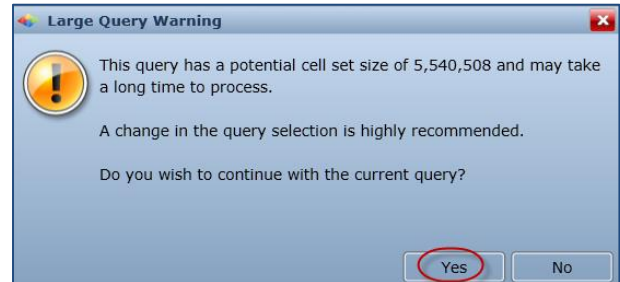 Large Query Warning
This query has a potential cell set size of 5,540,508 and may take
a long time to process.
A change in the query selection is highly recommended.
Do you wish to continue with the current query?
Yes
No